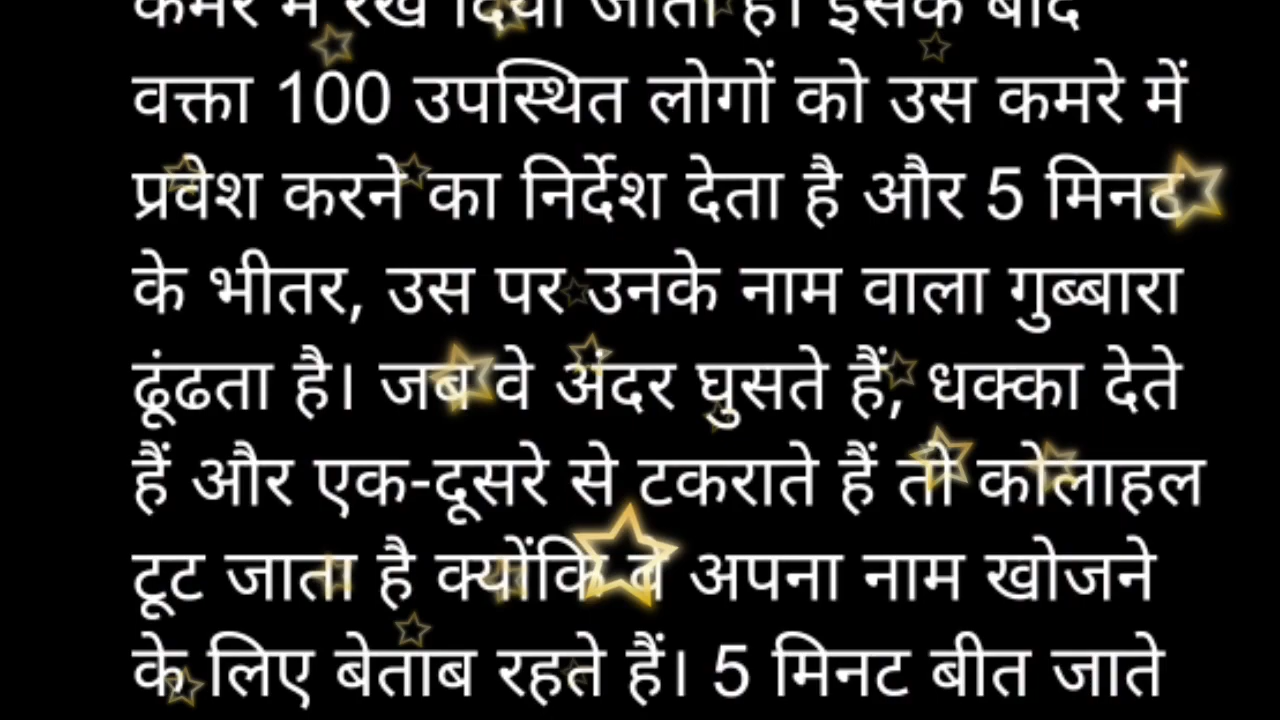 कमरे में रख दिया जाता है। इसके बाद
वक्ता 100 उपस्थित लोगों को उस कमरे में
प्रवेश करने का निर्देश देता है और 5 मिनट
के भीतर, उस पर उनके नाम वाला गुब्बारा
ढूंढता है। जब वे अंदर घुसते हैं, धक्का देते
हैं और एक-दूसरे से टकराते हैं तो कोलाहल
टूट जाता है क्योंकि वे अपना नाम खोजने
के लिए बेताब रहते हैं। 5 मिनट बीत जाते